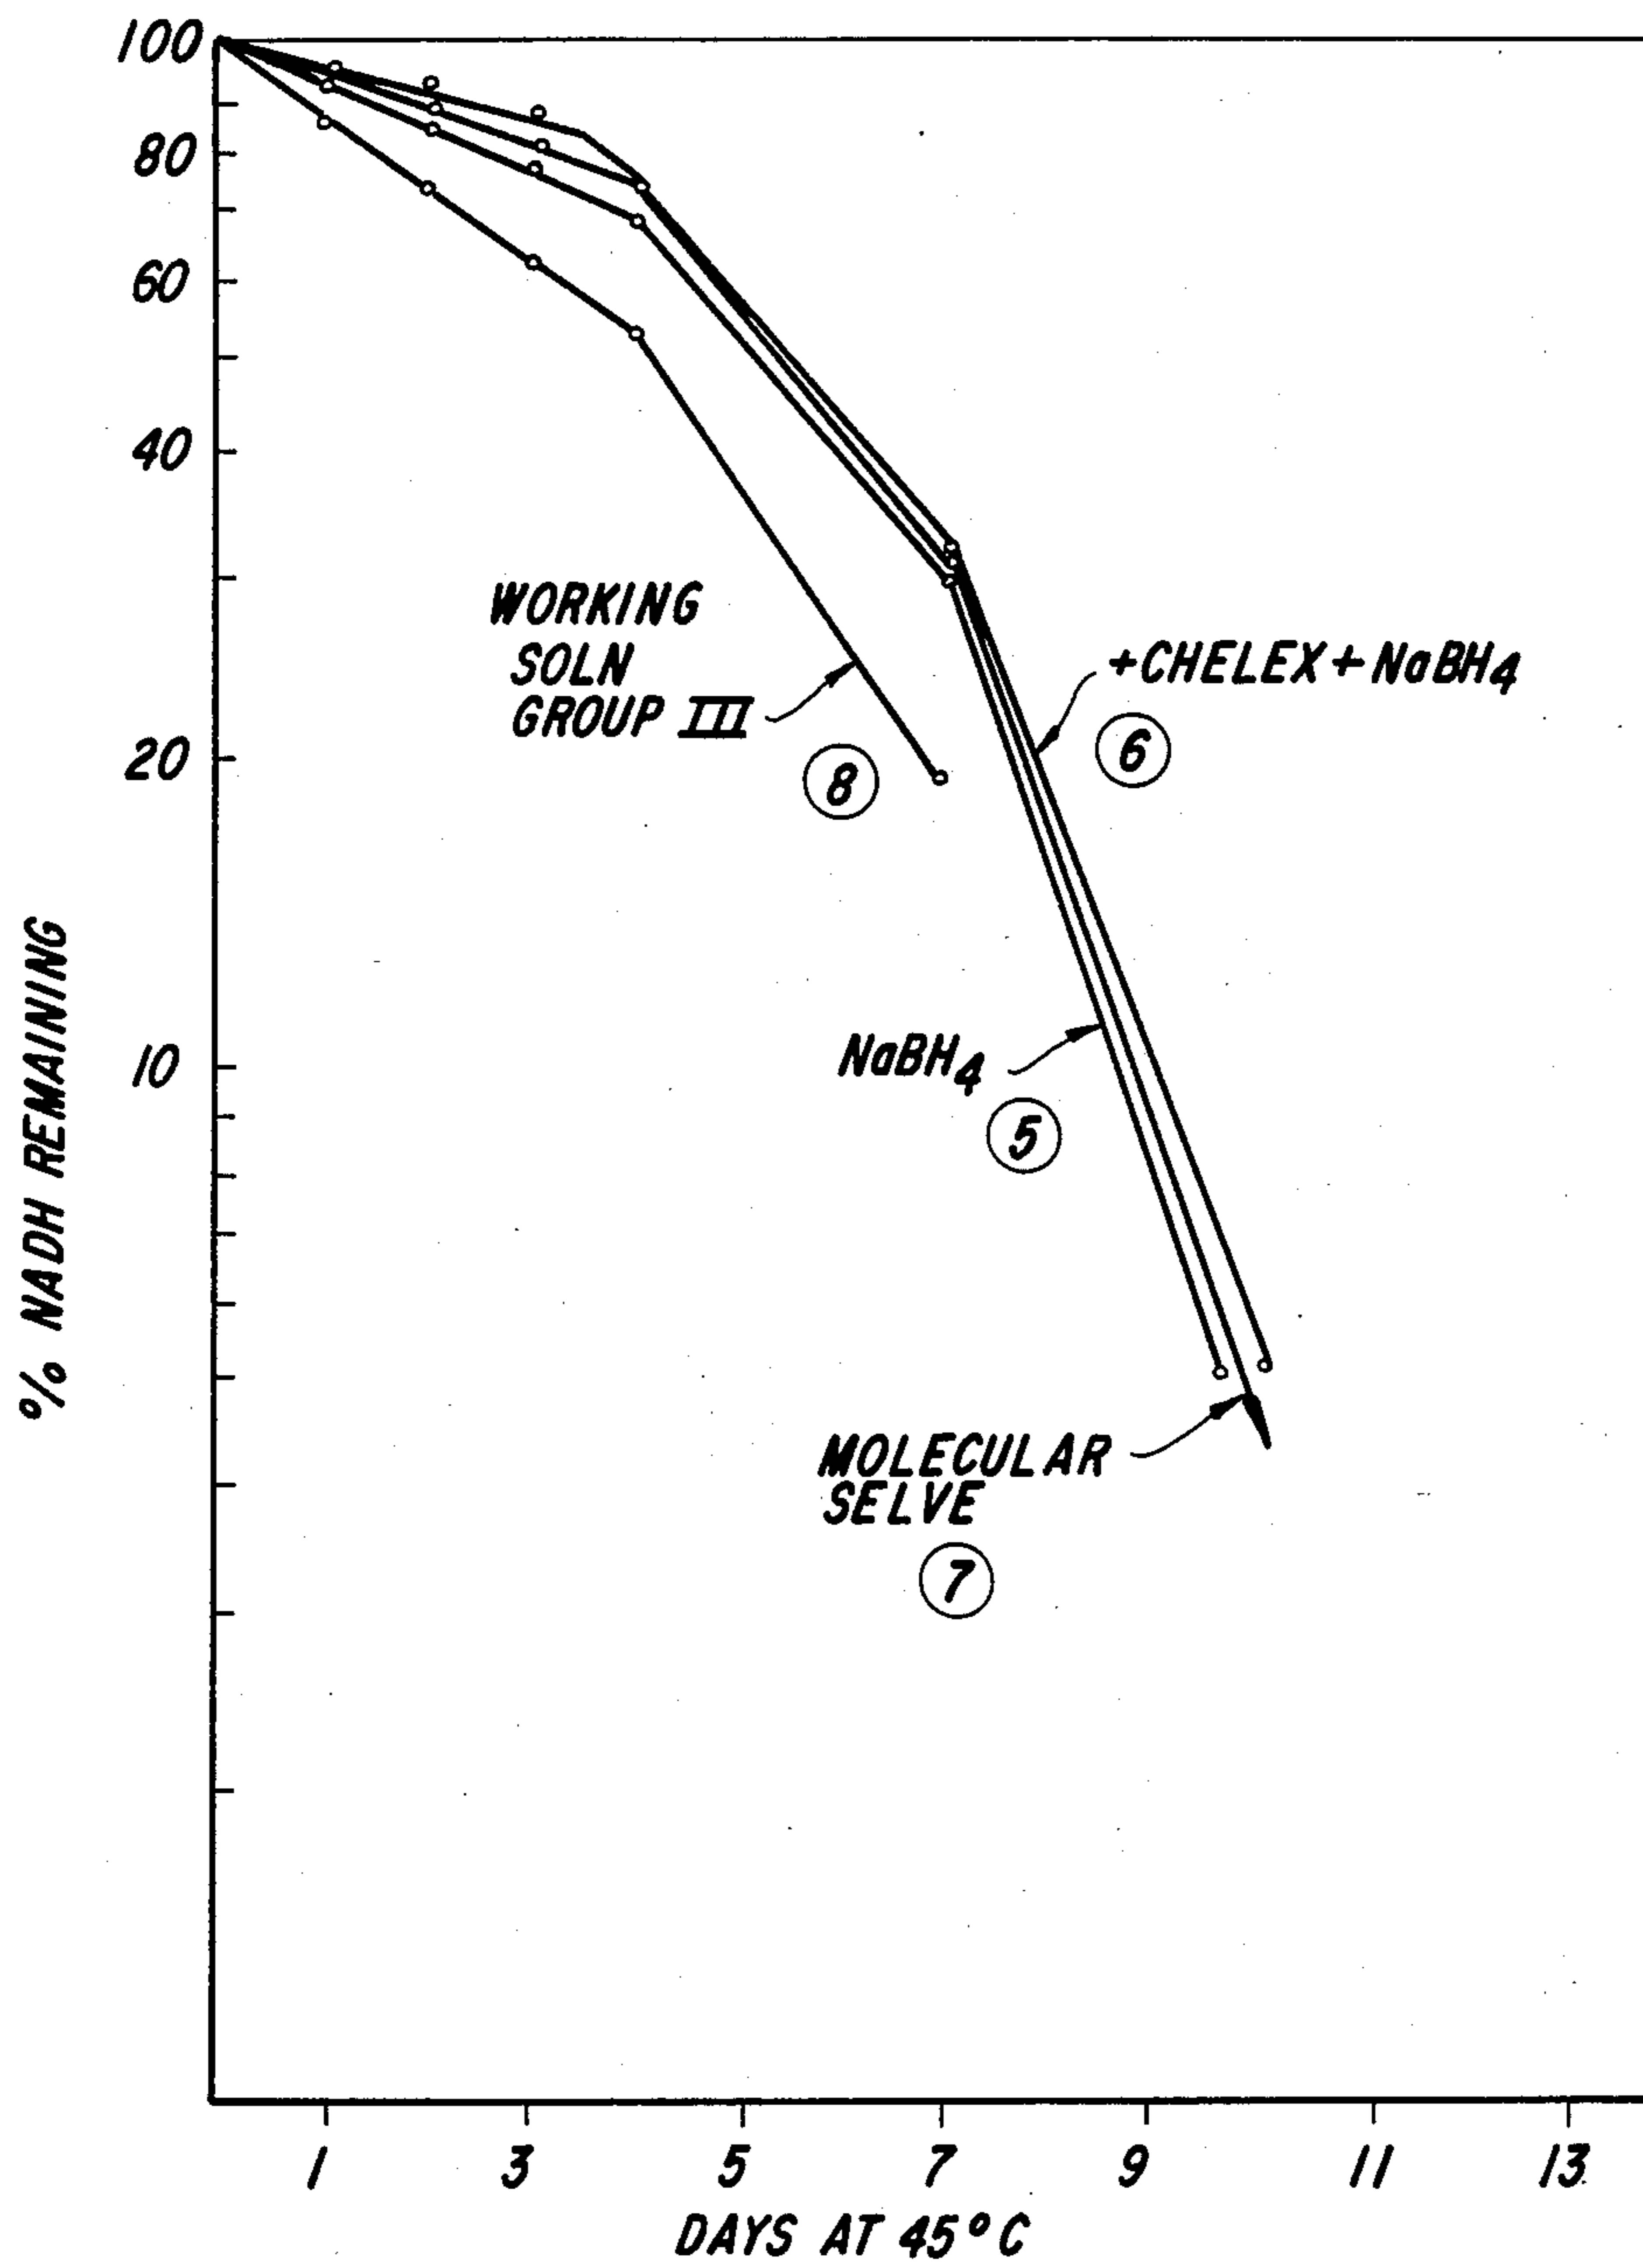 100
80
60
40
20
10
% NADH REMAINING
WORKING
SOLN
GROUP III
8
+CHELEX+NaBH4
6
NaBH4
5
MOLECULAR
SELVE
7
1 3 5 7 9 11 13
DAYS AT 45°C